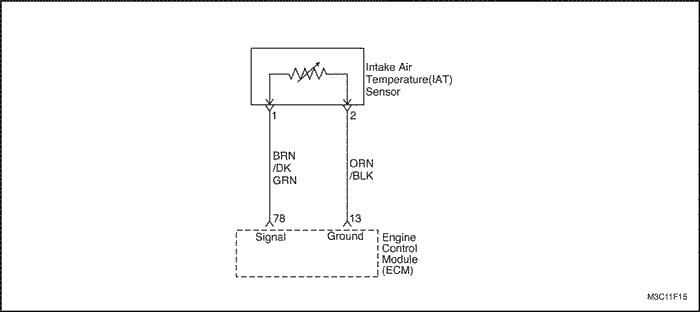 Intake Air
Temperature(IAT)
Sensor
1
2
BRN
/DK
GRN
ORN
/BLK
78
13
Signal
Ground
Engine
Control
Module
(ECM)
M3C11F15